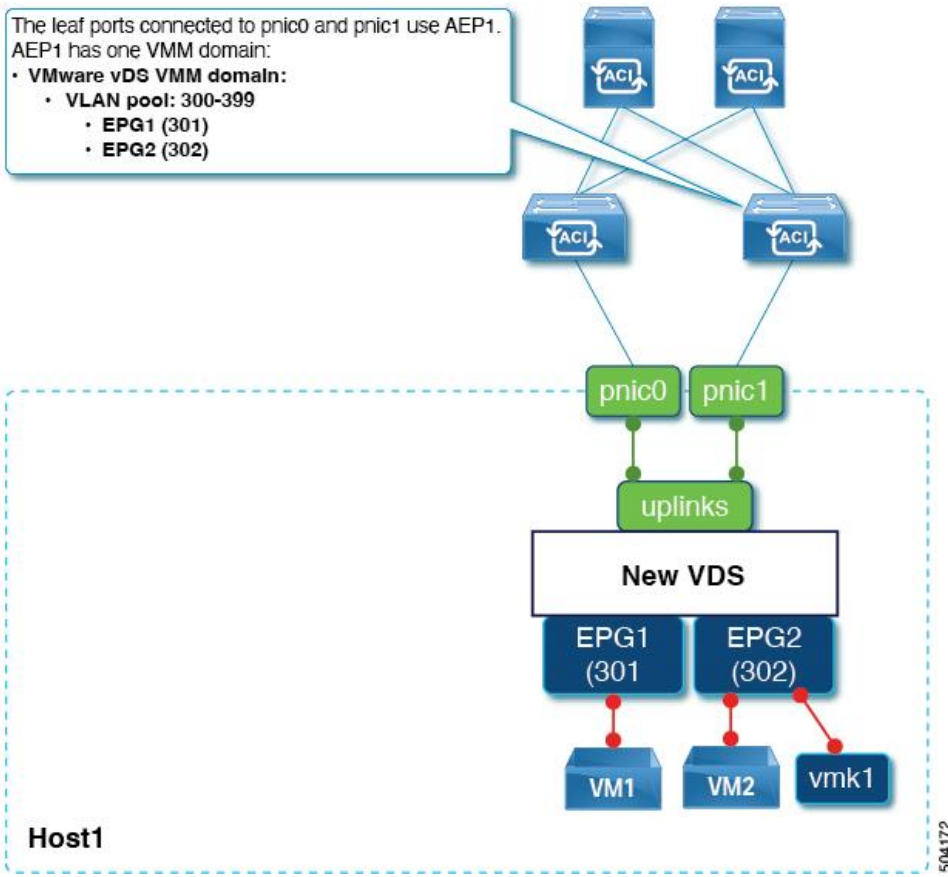 The leaf ports connected to pnic0 and pnic1 use AEP1.
AEP1 has one VMM domain:
• VMware vDS VMM domain:
• VLAN pool: 300-399
• EPG1 (301)
• EPG2 (302)
ACI
ACI
ACI
ACI
pnic0
pnic1
uplinks
New VDS
EPG1
(301
EPG2
(302)
VM1
VM2
vmk1
Host1
504172